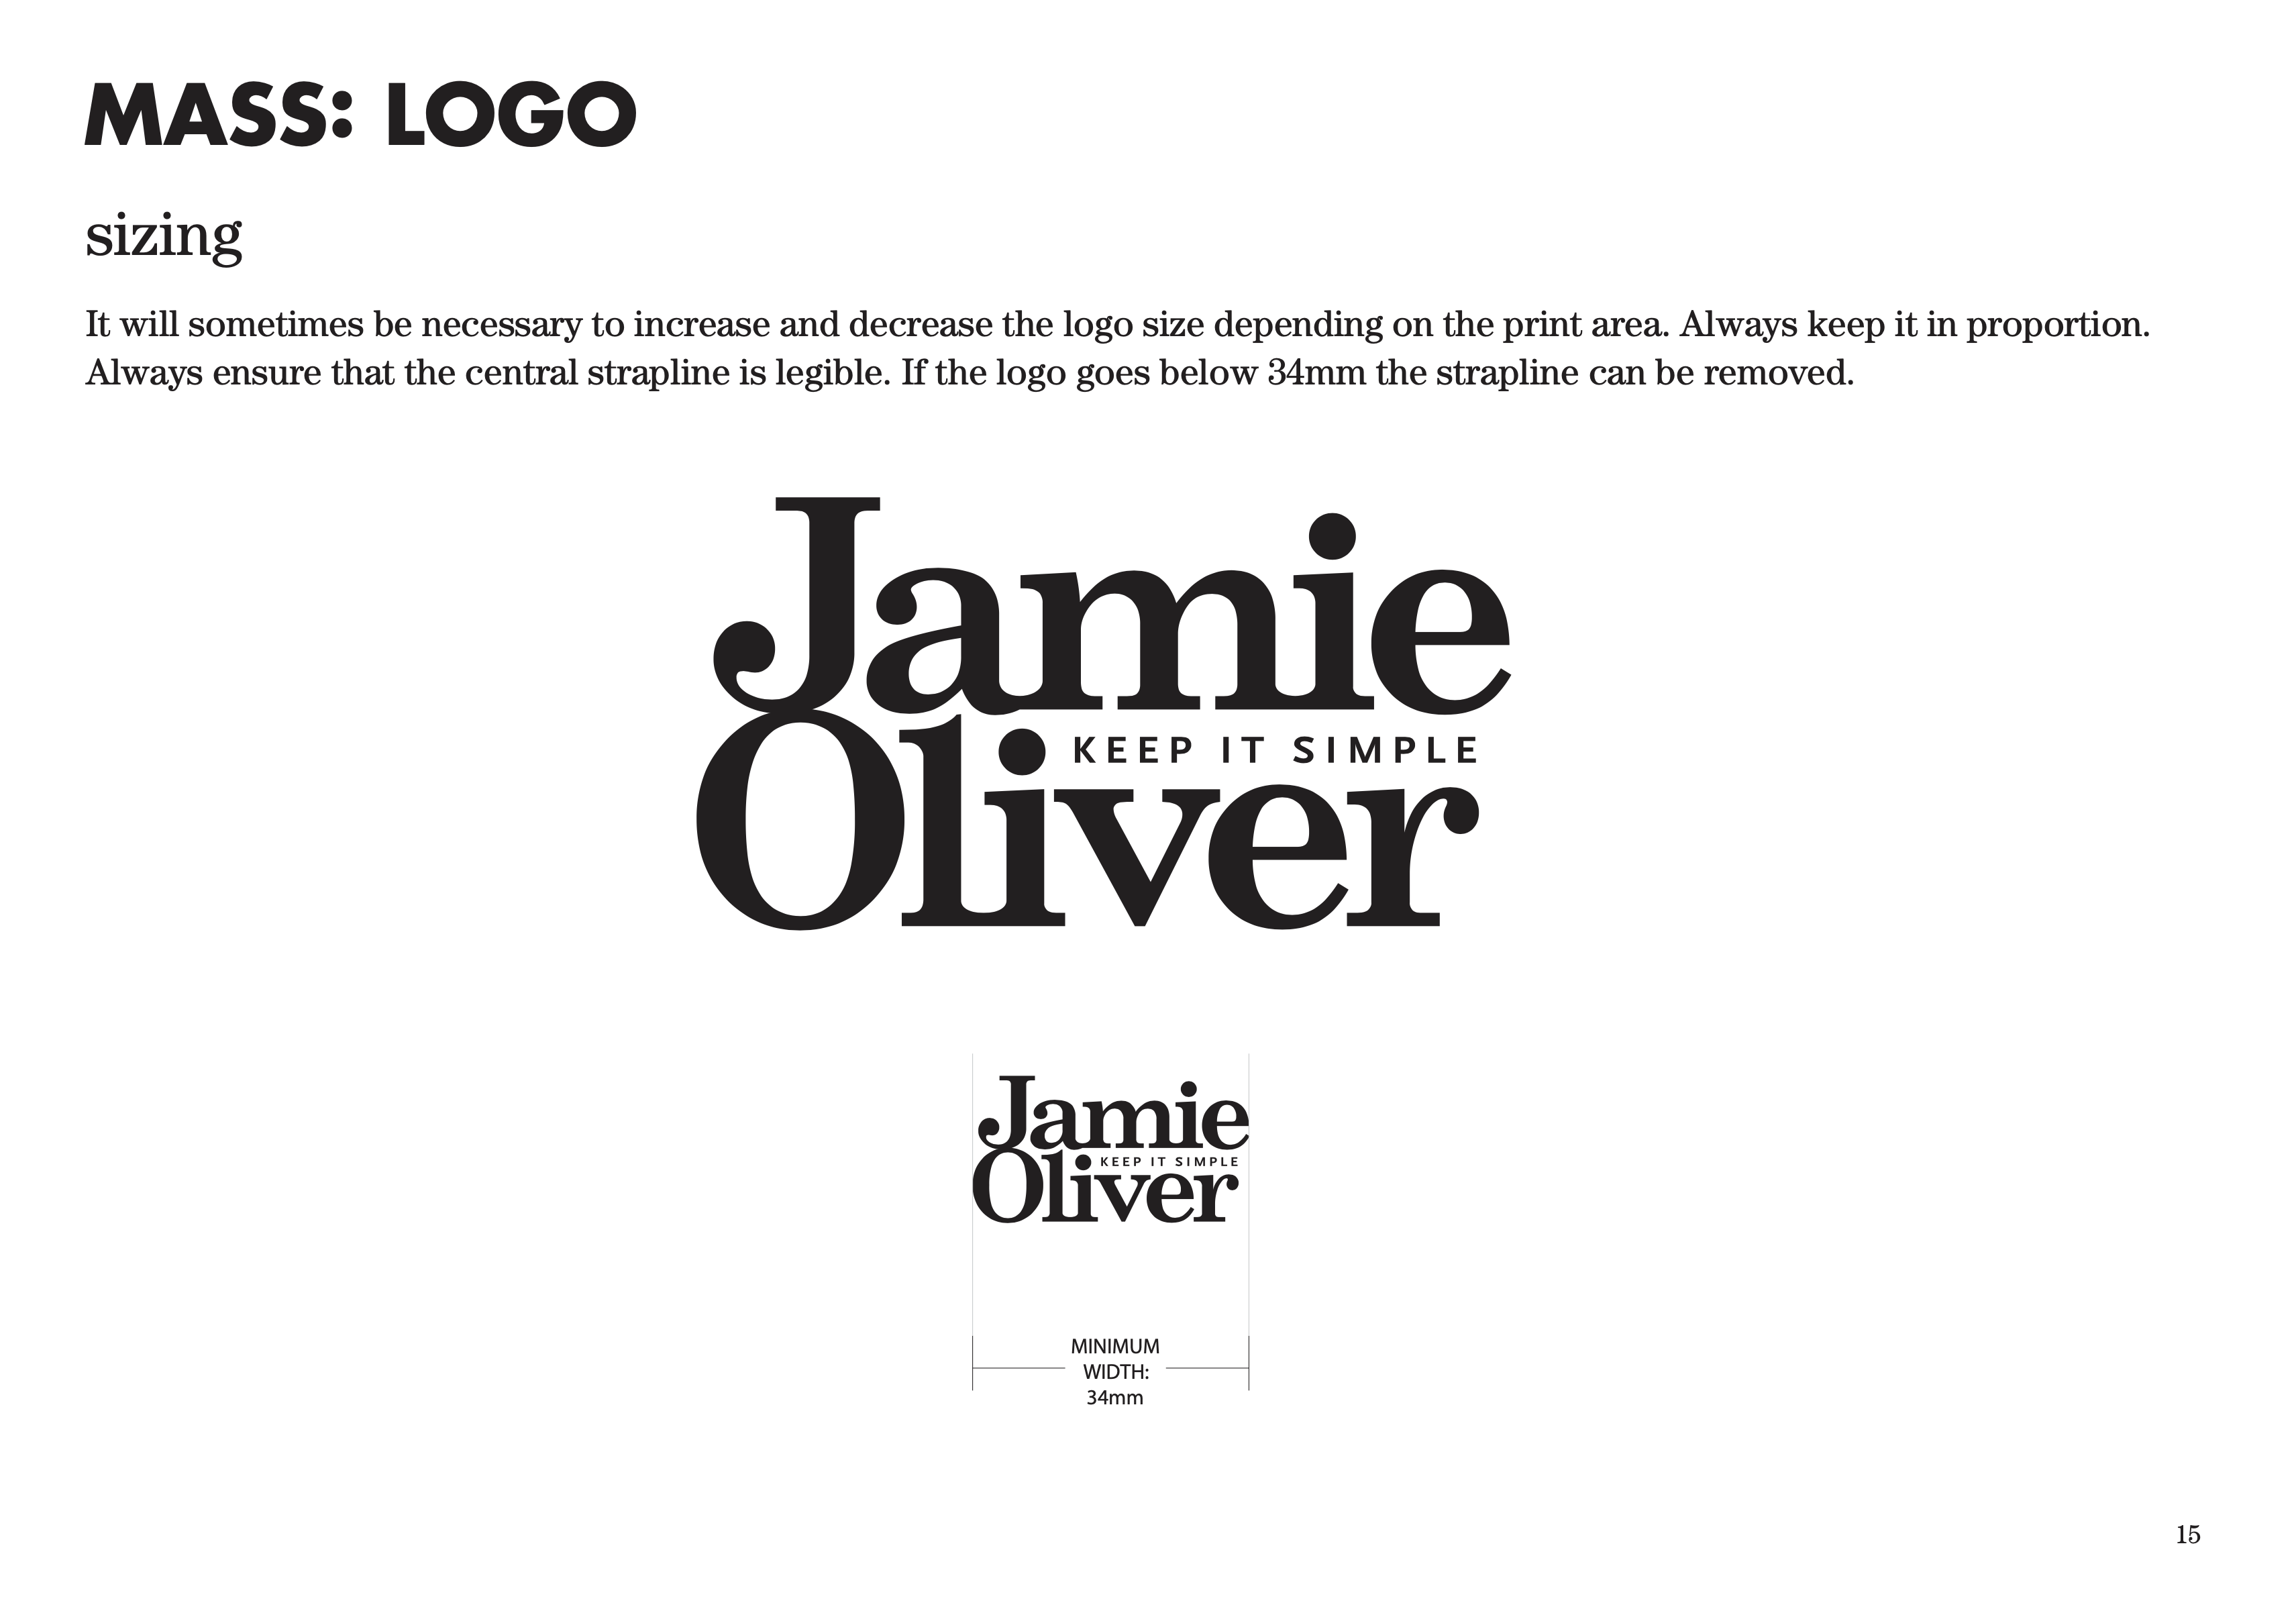 MASS: LOGO
sizing
It will sometimes be necessary to increase and decrease the logo size depending on the print area. Always keep it in proportion.
Always ensure that the central strapline is legible. If the logo goes below 34mm the strapline can be removed.
Jamie
KEEP IT SIMPLE
Oliver
Jamie
KEEP IT SIMPLE
Oliver
MINIMUM
WIDTH:
34mm
15